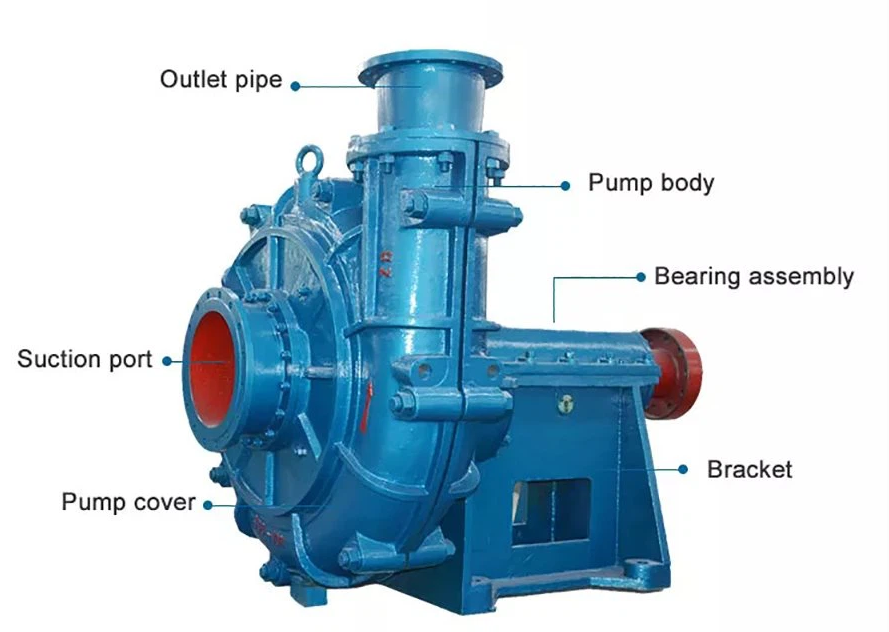 Outlet pipe
Pump body
Bearing assembly
Suction port
Bracket
Pump cover